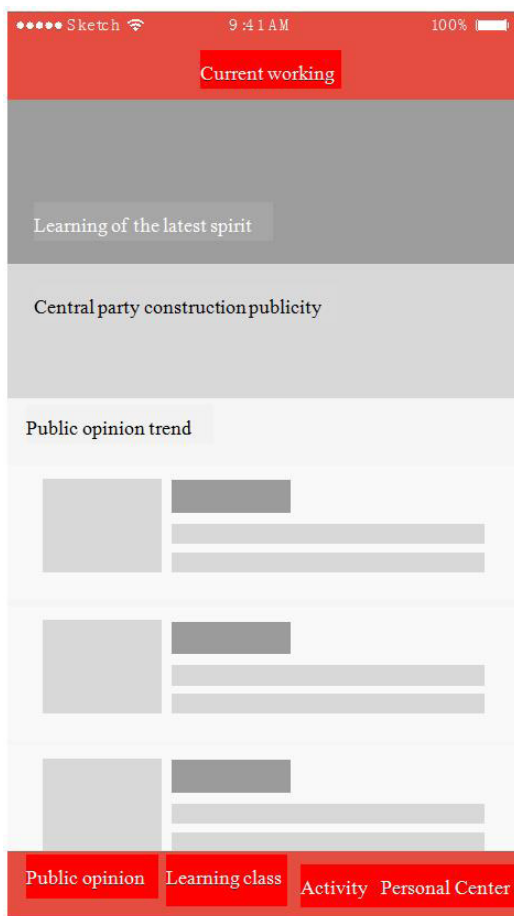 Sketch 9:41 AM 100%
Current working
Learning of the latest spirit
Central party construction publicity
Public opinion trend
Public opinion Learning class Activity Personal Center